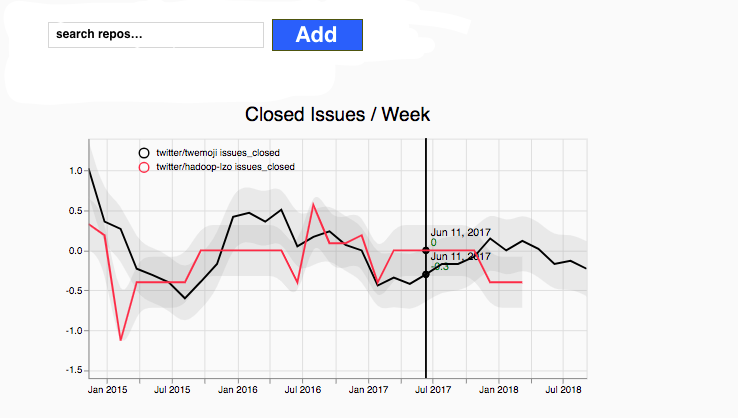 search repos...
Add
Closed Issues / Week
twitter/twemoji issues_closed
twitter/hadoop-lzo issues_closed
1.0
0.5
0.0
-0.5
-1.0
-1.5
Jun 11, 2017
0
Jun 11, 2017
-0.3
Jan 2015 Jul 2015 Jan 2016 Jul 2016 Jan 2017 Jul 2017 Jan 2018 Jul 2018